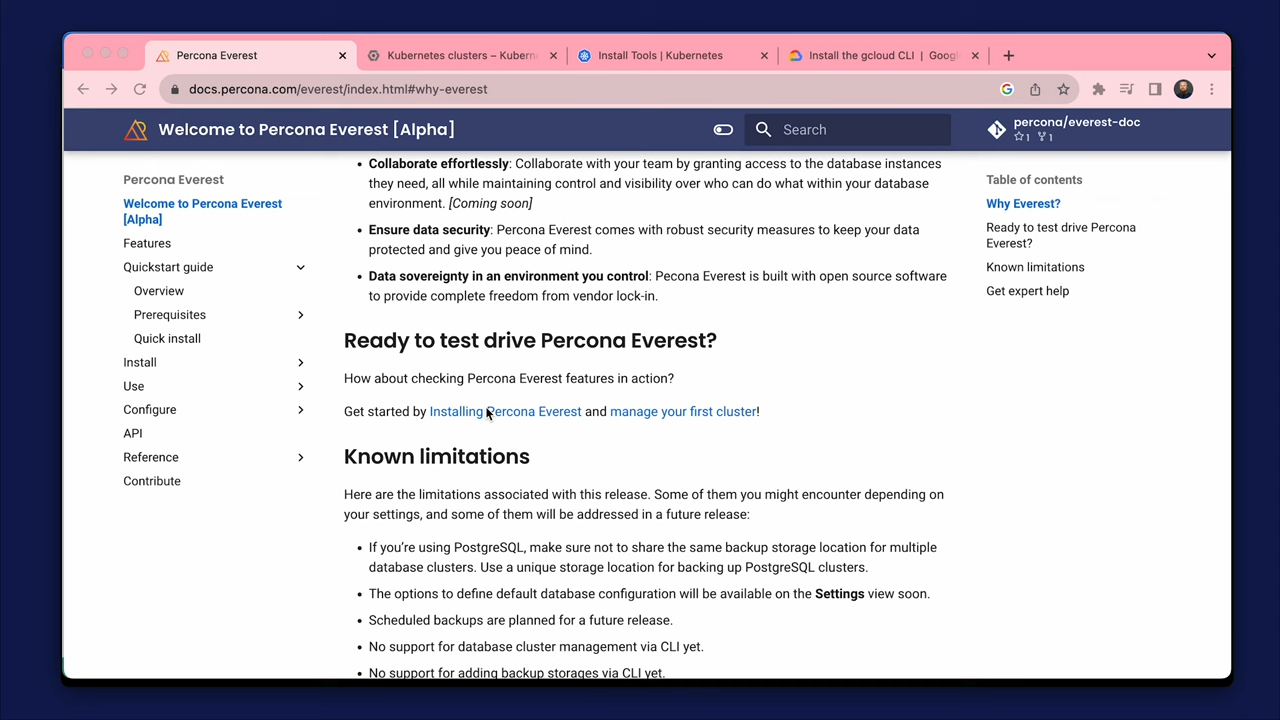 Percona Everest
Kubernetes clusters – Kubern
Install Tools | Kubernetes
Install the gcloud CLI | Googl
docs.percona.com/everest/index.html#why-everest
Welcome to Percona Everest [Alpha]
Search
percona/everest-doc
1 1
Percona Everest
Welcome to Percona Everest
[Alpha]
Features
Quickstart guide
Overview
Prerequisites
Quick install
Install
Use
Configure
API
Reference
Contribute
Collaborate effortlessly: Collaborate with your team by granting access to the database instances
they need, all while maintaining control and visibility over who can do what within your database
environment. [Coming soon]
Ensure data security: Percona Everest comes with robust security measures to keep your data
protected and give you peace of mind.
Data sovereignty in an environment you control: Pecona Everest is built with open source software
to provide complete freedom from vendor lock-in.
Ready to test drive Percona Everest?
How about checking Percona Everest features in action?
Get started by Installing Percona Everest and manage your first cluster!
Known limitations
Here are the limitations associated with this release. Some of them you might encounter depending on
your settings, and some of them will be addressed in a future release:
If you’re using PostgreSQL, make sure not to share the same backup storage location for multiple
database clusters. Use a unique storage location for backing up PostgreSQL clusters.
The options to define default database configuration will be available on the Settings view soon.
Scheduled backups are planned for a future release.
No support for database cluster management via CLI yet.
No support for adding backup storages via CLI yet.
Table of contents
Why Everest?
Ready to test drive Percona
Everest?
Known limitations
Get expert help